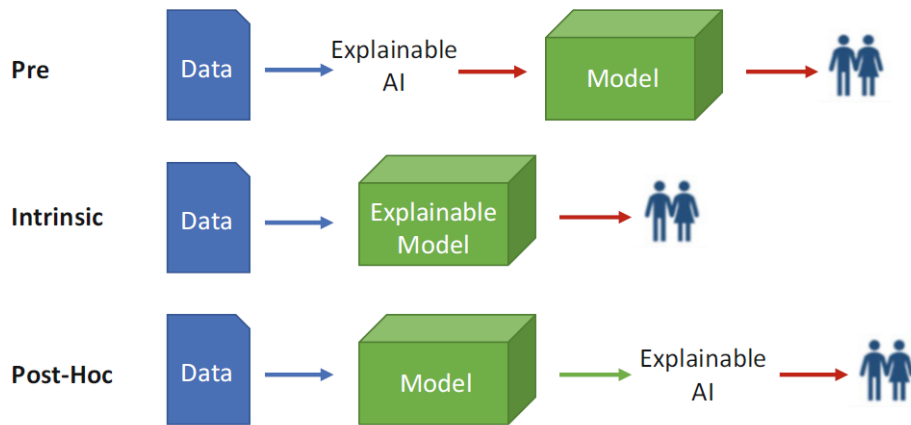 Pre
Data
Explainable
AI
Model
Intrinsic
Data
Explainable
Model
Post-Hoc
Data
Model
Explainable
AI